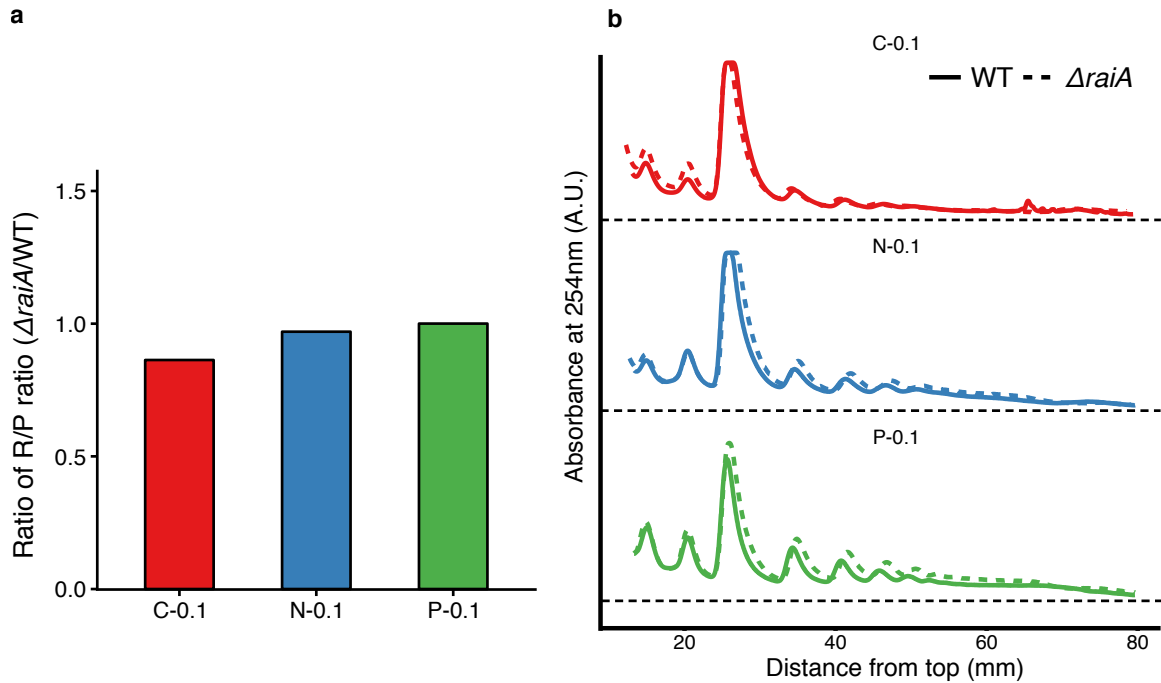 a
Ratio of R/P ratio (ΔraiA/WT)
1.5
1.0
0.5
0.0
C-0.1
N-0.1
P-0.1
b
Absorbance at 254nm (A.U.)
C-0.1
WT
ΔraiA
N-0.1
P-0.1
20
40
60
80
Distance from top (mm)